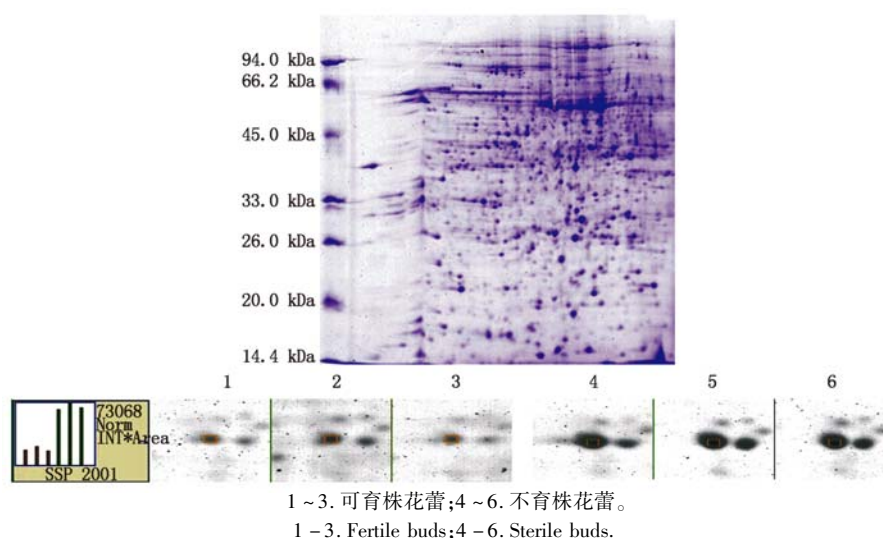 94.0 kDa
66.2 kDa
45.0 kDa
33.0 kDa
26.0 kDa
20.0 kDa
14.4 kDa
1 2 3 4 5 6
73068
Norm
INT*Area
SSP 2001
1 ~ 3. 可育株花蕾;4 ~ 6. 不育株花蕾。
1 - 3. Fertile buds;4 - 6. Sterile buds.